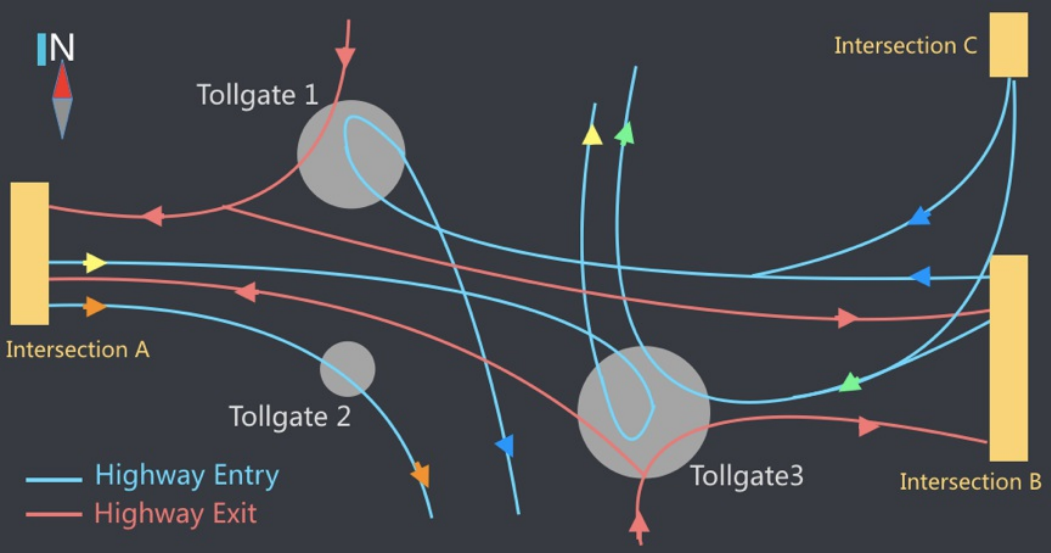 N
Intersection C
Tollgate 1
Intersection A
Tollgate 2
Tollgate3
Intersection B
Highway Entry
Highway Exit